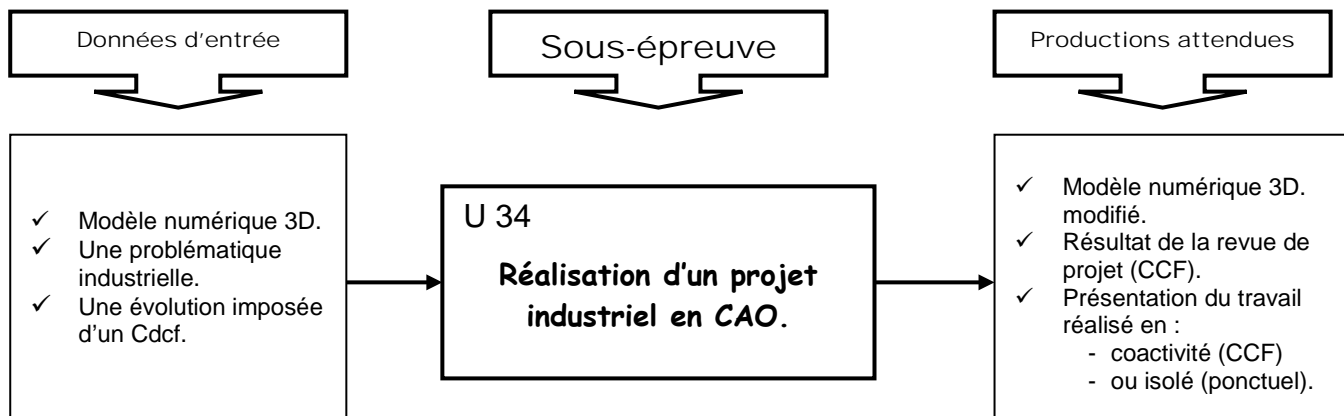 Données d'entrée
Sous-épreuve
Productions attendues
✓ Modèle numérique 3D.
✓ Une problématique
industrielle.
✓ Une évolution imposée
d'un Cdcf.
U 34
Réalisation d'un projet
industriel en CAO.
✓ Modèle numérique 3D.
modifié.
✓ Résultat de la revue de
projet (CCF).
✓ Présentation du travail
réalisé en :
- coactivité (CCF)
- ou isolé (ponctuel).